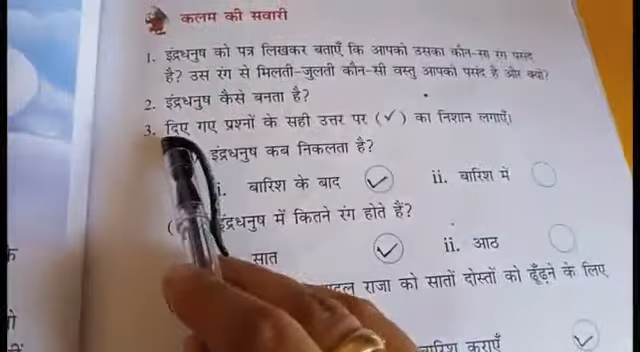 कलम की सवारी
1. इंद्रधनुष को पत्र लिखकर बताएँ कि आपको उसका कौन-सा रंग पसंद
है? उस रंग से मिलती-जुलती कौन-सी वस्तु आपको पसंद है और क्यों?
2. इंद्रधनुष कैसे बनता है?
3. दिए गए प्रश्नों के सही उत्तर पर (✓) का निशान लगाएँ।
इंद्रधनुष कब निकलता है?
i. बारिश के बाद ✓ ii. बारिश में
( इंद्रधनुष में कितने रंग होते हैं?
सात ✓ ii. आठ
राजा को सातों दोस्तों को ढूँढ़ने के लिए
बारिश कराएँ ✓